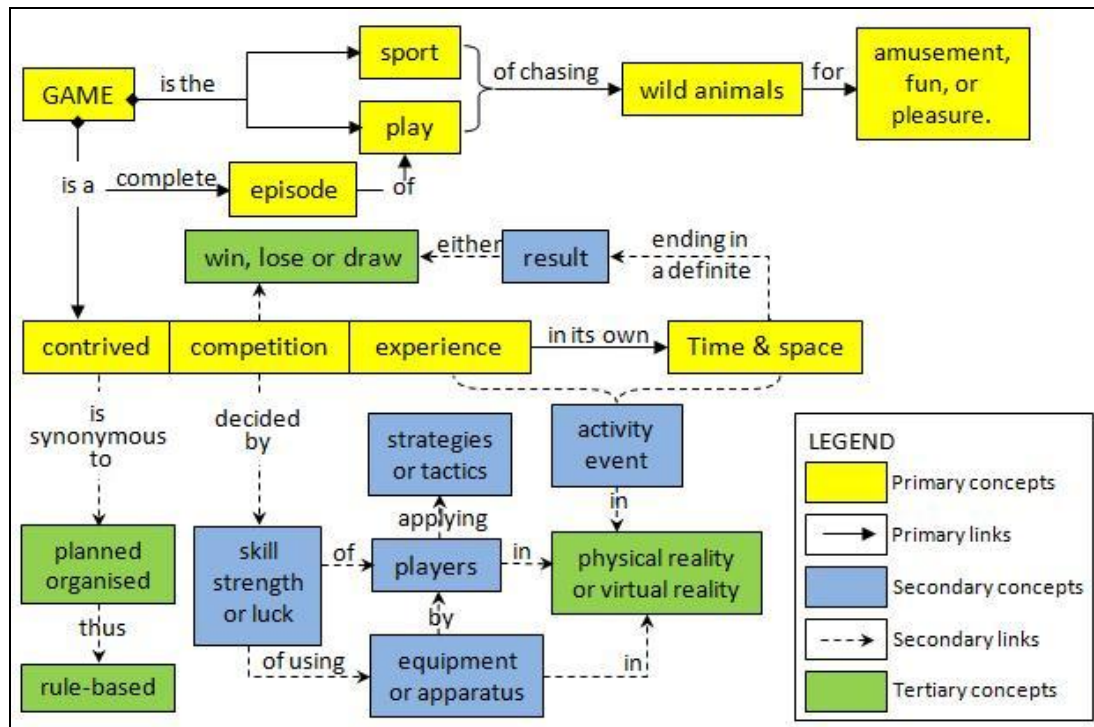 GAME
is the
sport
play
of chasing
wild animals
for
amusement,
fun, or
pleasure.
is a
complete
episode
of
win, lose or draw
either
result
ending in
a definite
contrived
competition
experience
in its own
Time & space
is
synonymous
to
decided
by
strategies
or tactics
activity
event
applying
in
planned
organised
skill
strength
or luck
of
players
in
physical reality
or virtual reality
thus
by
rule-based
of using
equipment
or apparatus
in
LEGEND
Primary concepts
Primary links
Secondary concepts
Secondary links
Tertiary concepts